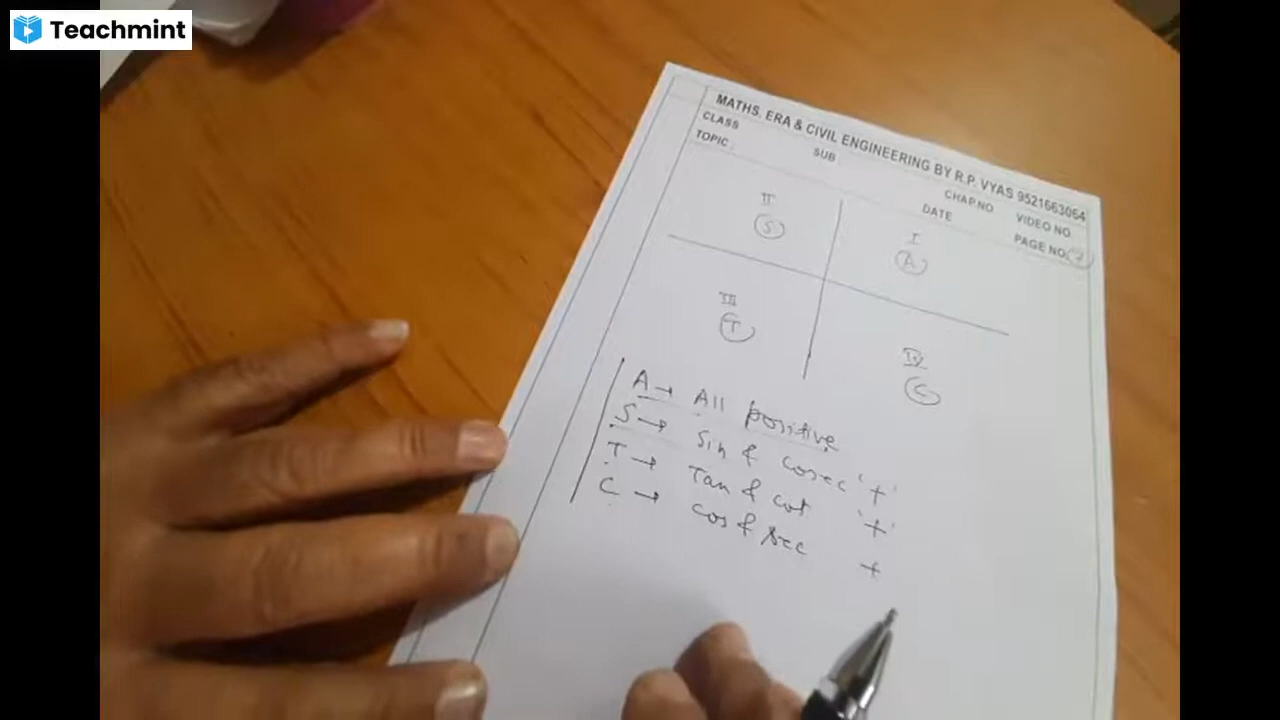 Teachmint
MATHS, ERA & CIVIL ENGINEERING BY R.P. VYAS 9521663064
CLASS SUB CHAP.NO VIDEO NO.
TOPIC : DATE PAGE NO.
II
S
I
A
III
T
IV
C
A → All positive
S → Sin & cosec '+'
T → Tan & cot '+'
C → cos & sec +